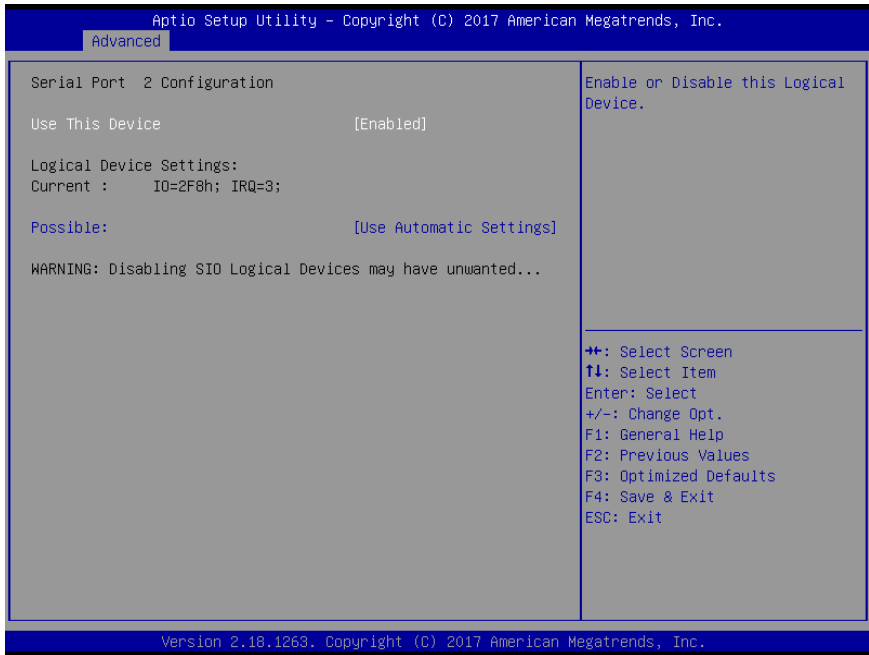 Aptio Setup Utility – Copyright (C) 2017 American Megatrends, Inc.
Advanced
Serial Port  2 Configuration
Use This Device [Enabled]
Logical Device Settings:
Current :     IO=2F8h; IRQ=3;
Possible: [Use Automatic Settings]
WARNING: Disabling SIO Logical Devices may have unwanted...
Enable or Disable this Logical
Device.
→←: Select Screen
↑↓: Select Item
Enter: Select
+/-: Change Opt.
F1: General Help
F2: Previous Values
F3: Optimized Defaults
F4: Save & Exit
ESC: Exit
Version 2.18.1263. Copyright (C) 2017 American Megatrends, Inc.